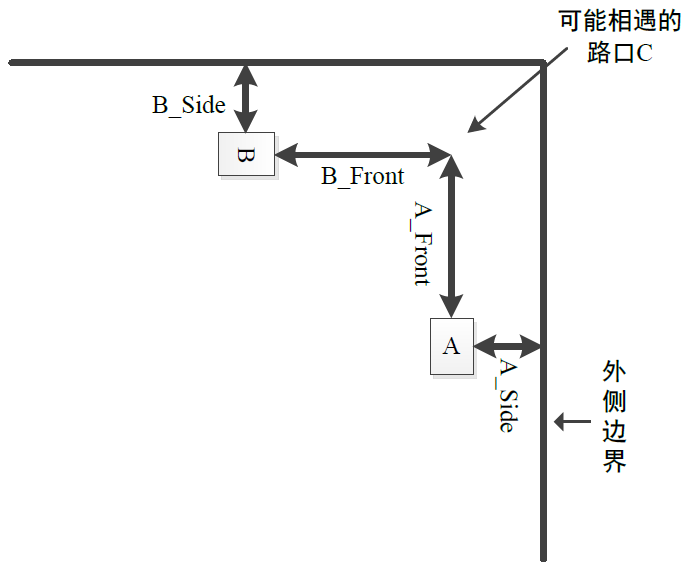 可能相遇的
路口C
B_Side
B
B_Front
A_Front
A
A_Side
外
侧
边
界